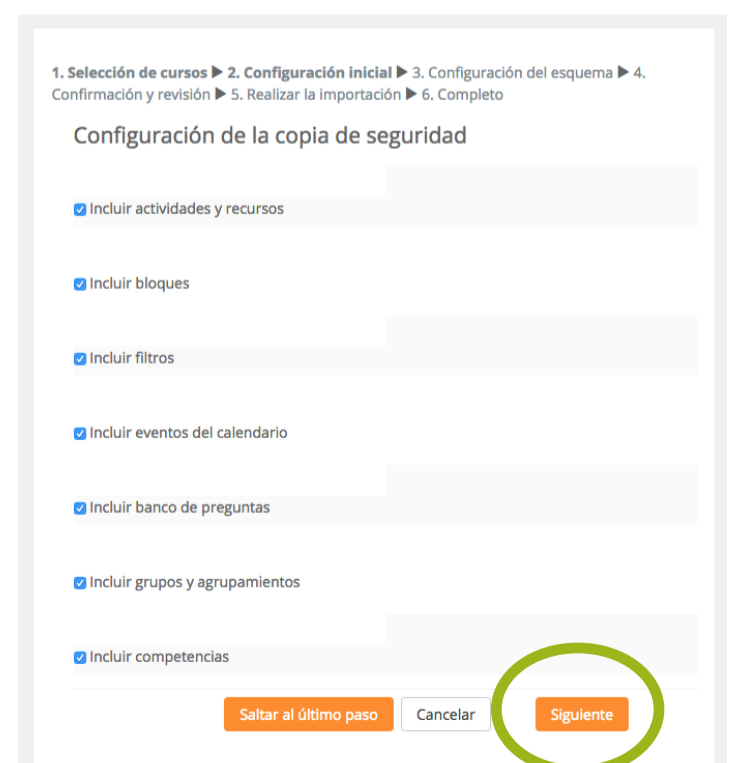 1. Selección de cursos ▶ 2. Configuración inicial ▶ 3. Configuración del esquema ▶ 4.
Confirmación y revisión ▶ 5. Realizar la importación ▶ 6. Completo
Configuración de la copia de seguridad
Incluir actividades y recursos
Incluir bloques
Incluir filtros
Incluir eventos del calendario
Incluir banco de preguntas
Incluir grupos y agrupamientos
Incluir competencias
Saltar al último paso Cancelar Siguiente